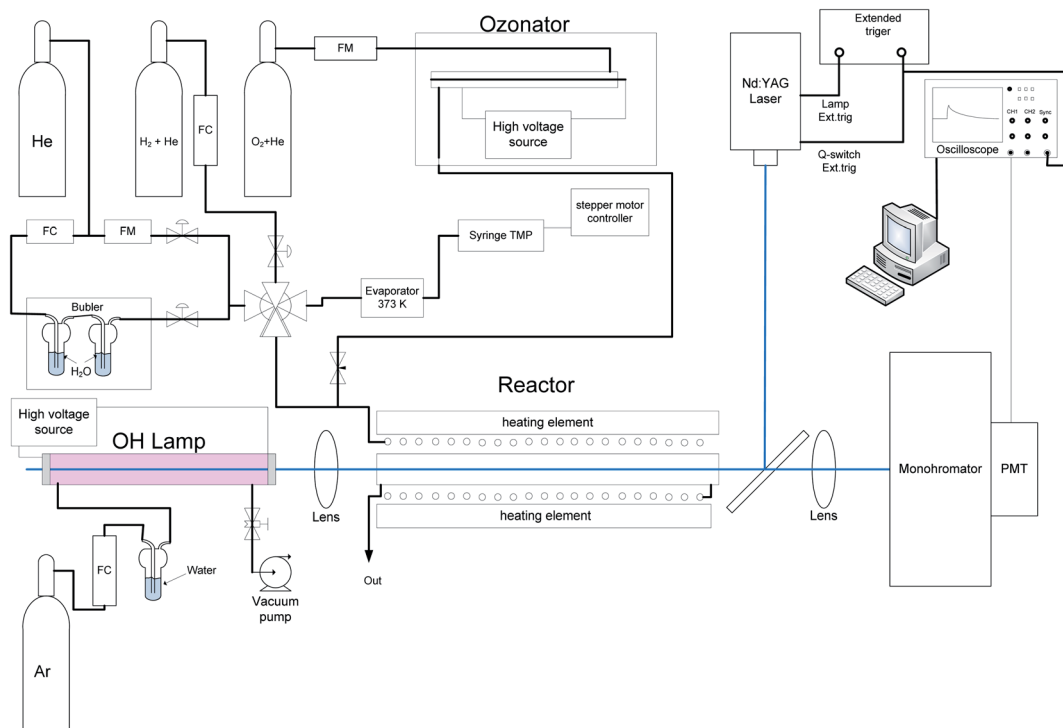 Ozonator
Extended
triger
FM
Nd:YAG
Laser
He
H₂ + He
FC
O₂+He
High voltage
source
Lamp
Ext.trig
CH1
CH2
Sync
Oscilloscope
Q-switch
Ext.trig
stepper motor
controller
FC
FM
Syringe TMP
Evaporator
373 K
Bubler
H₂O
Reactor
High voltage
source
OH Lamp
heating element
Monohromator
PMT
Lens
heating element
Lens
FC
Water
Out
Vacuum
pump
Ar